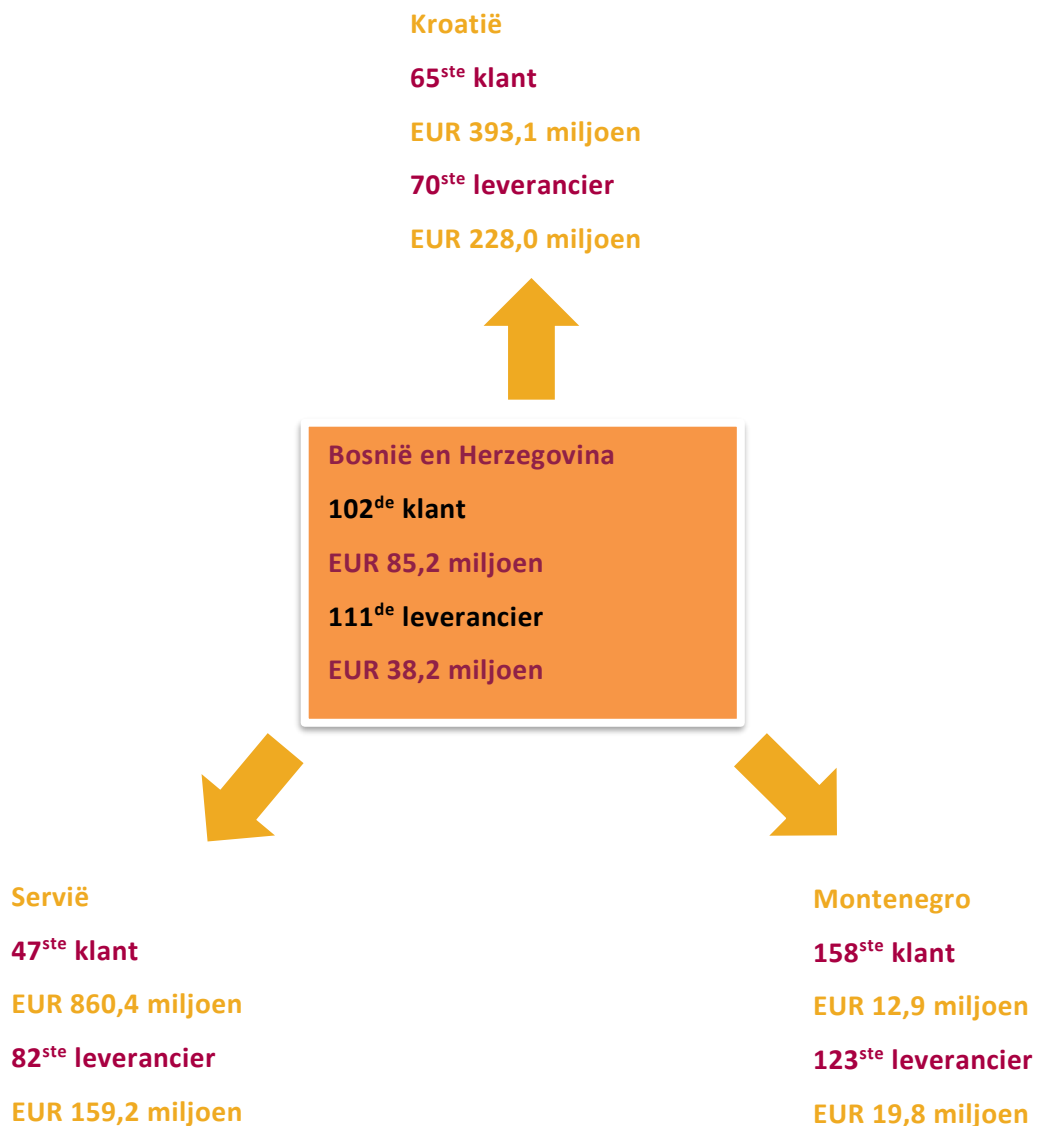 Kroatië
65ste klant
EUR 393,1 miljoen
70ste leverancier
EUR 228,0 miljoen
Bosnië en Herzegovina
102de klant
EUR 85,2 miljoen
111de leverancier
EUR 38,2 miljoen
Servië
47ste klant
EUR 860,4 miljoen
82ste leverancier
EUR 159,2 miljoen
Montenegro
158ste klant
EUR 12,9 miljoen
123ste leverancier
EUR 19,8 miljoen